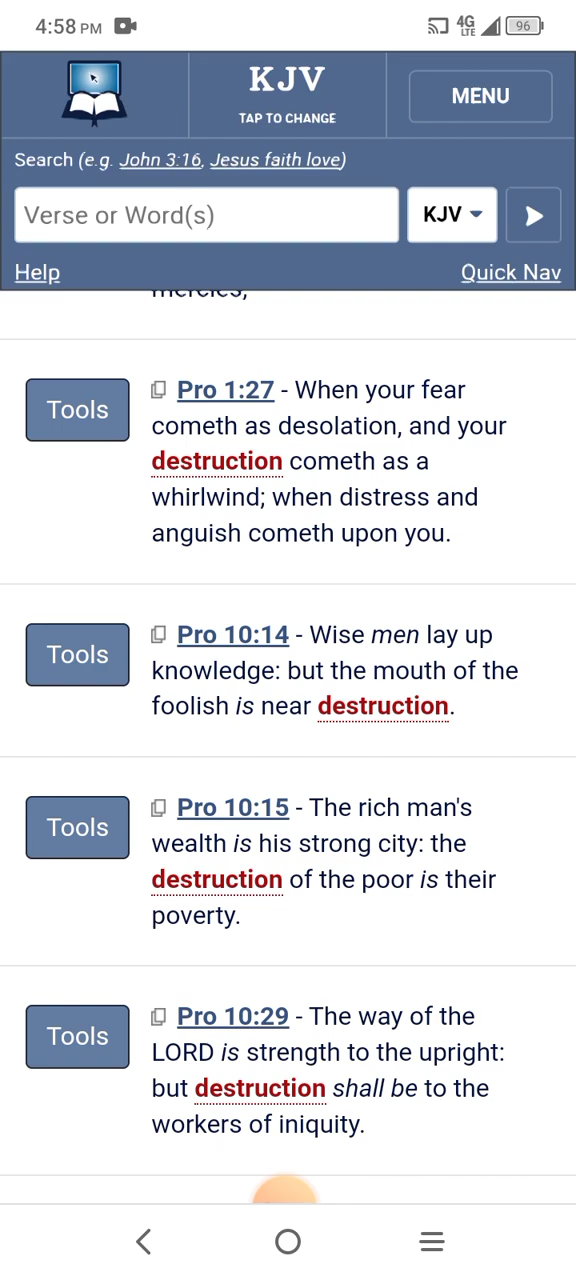 4:58 PM
4G
LTE
96
KJV
TAP TO CHANGE
MENU
Search (e.g. John 3:16, Jesus faith love)
Verse or Word(s)
KJV
Help
Quick Nav
mercies;
Tools
Pro 1:27 - When your fear
cometh as desolation, and your
destruction cometh as a
whirlwind; when distress and
anguish cometh upon you.
Tools
Pro 10:14 - Wise men lay up
knowledge: but the mouth of the
foolish is near destruction.
Tools
Pro 10:15 - The rich man's
wealth is his strong city: the
destruction of the poor is their
poverty.
Tools
Pro 10:29 - The way of the
LORD is strength to the upright:
but destruction shall be to the
workers of iniquity.